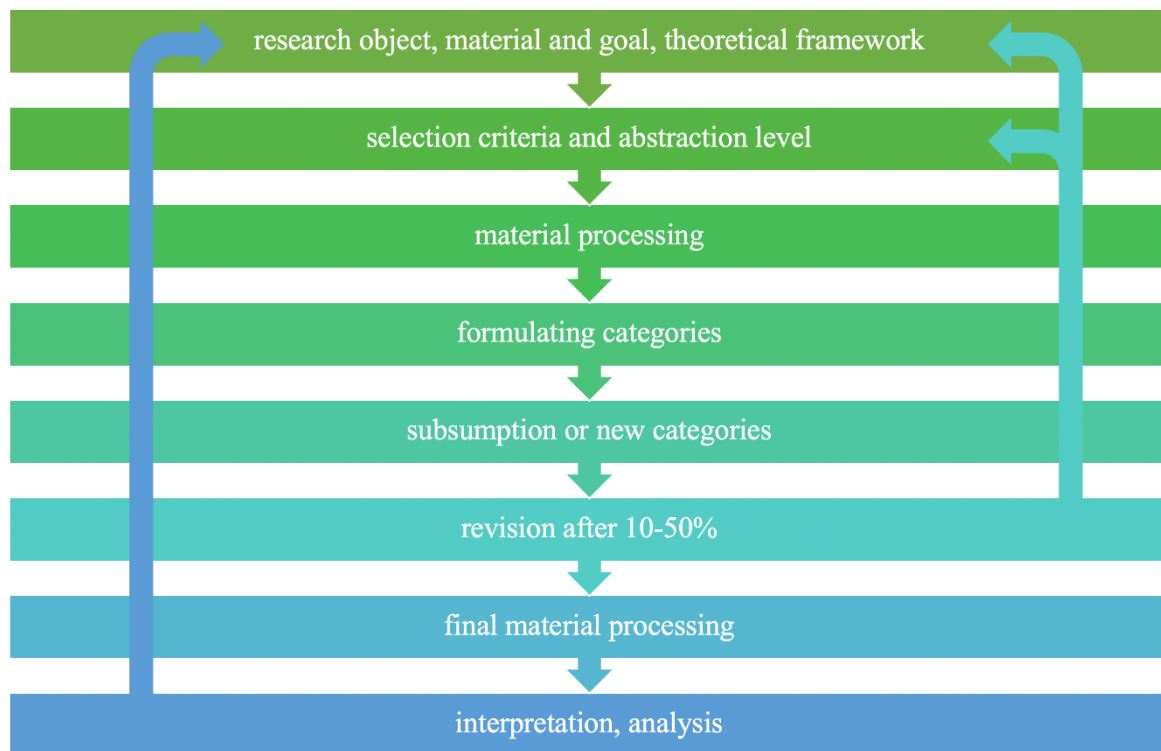 research object, material and goal, theoretical framework
selection criteria and abstraction level
material processing
formulating categories
subsumption or new categories
revision after 10-50%
final material processing
interpretation, analysis